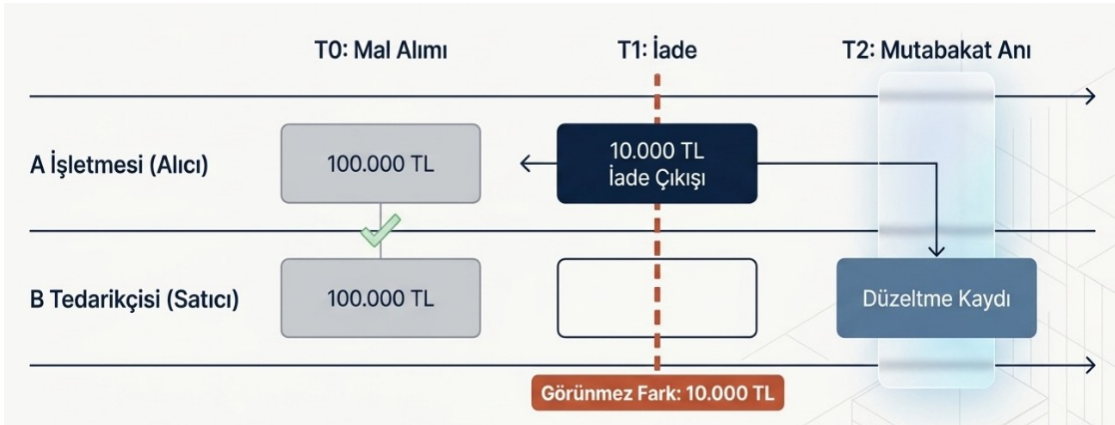 T0: Mal Alımı
T1: İade
T2: Mutabakat Anı
A İşletmesi (Alıcı)
100.000 TL
10.000 TL
İade Çıkışı
B Tedarikçisi (Satıcı)
100.000 TL
Düzeltme Kaydı
Görünmez Fark: 10.000 TL